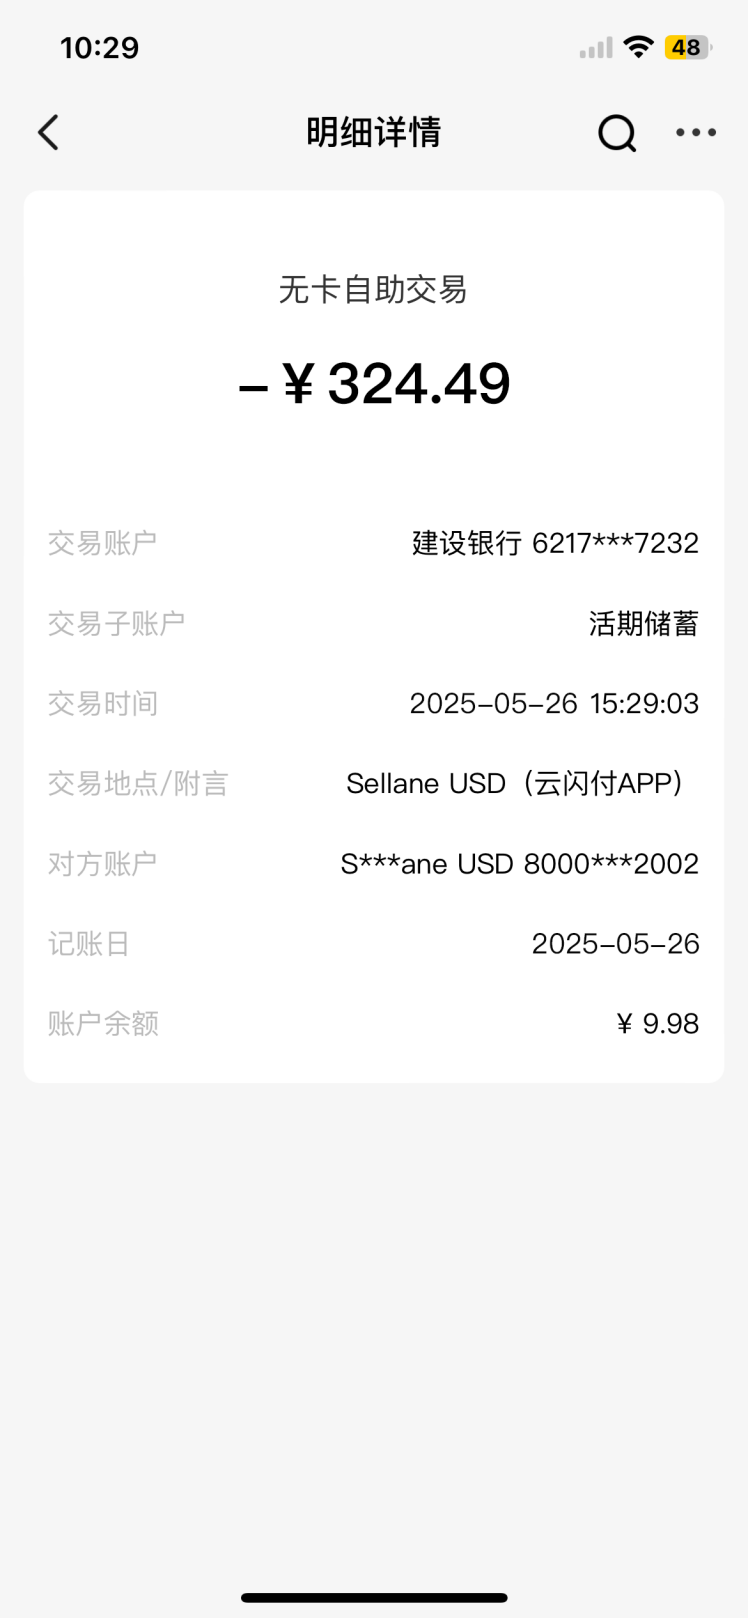 10:29
48
明细详情
无卡自助交易
–¥324.49
交易账户 建设银行 6217***7232
交易子账户 活期储蓄
交易时间 2025–05–26 15:29:03
交易地点/附言 Sellane USD（云闪付APP）
对方账户 S***ane USD 8000***2002
记账日 2025–05–26
账户余额 ¥ 9.98